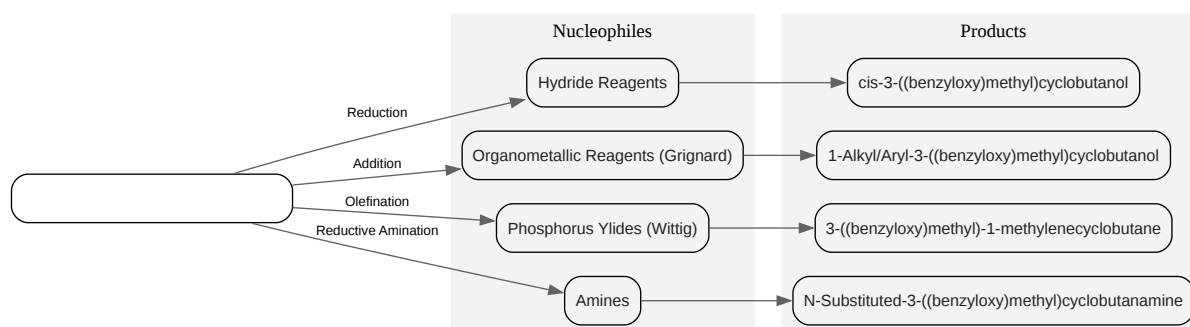 Nucleophiles
Products
Hydride Reagents
cis-3-((benzyloxy)methyl)cyclobutanol
Reduction
Addition
Organometallic Reagents (Grignard)
1-Alkyl/Aryl-3-((benzyloxy)methyl)cyclobutanol
Olefination
Phosphorus Ylides (Wittig)
3-((benzyloxy)methyl)-1-methylenecyclobutane
Reductive Amination
Amines
N-Substituted-3-((benzyloxy)methyl)cyclobutanamine